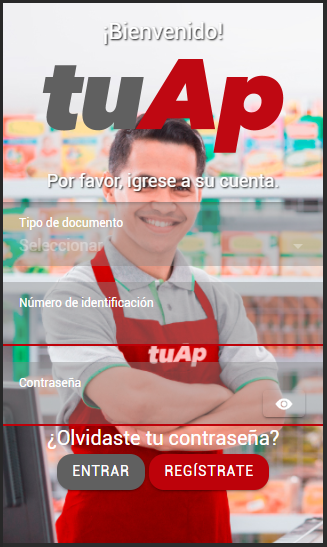 ¡Bienvenido!
tuAp
Por favor, igrese a su cuenta.
Tipo de documento
Seleccionar
Número de identificación
tuAp
Contraseña
¿Olvidaste tu contraseña?
ENTRAR REGÍSTRATE